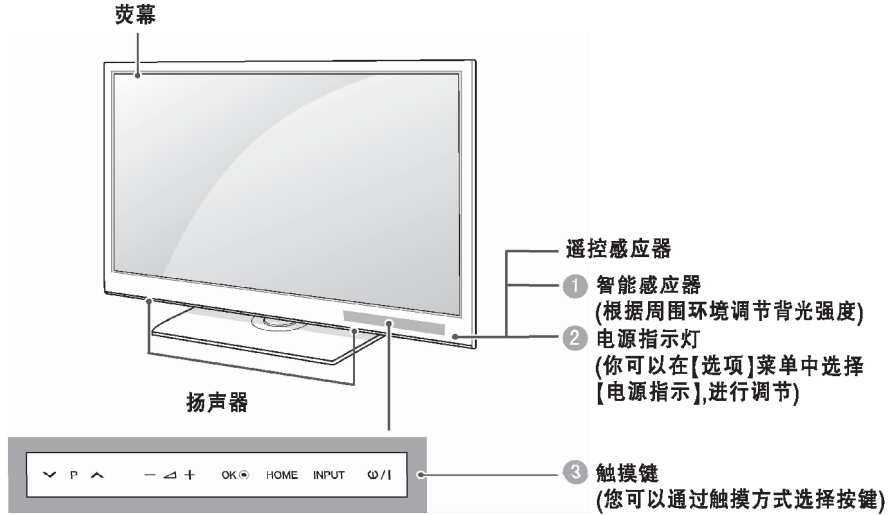 荧幕
遥控感应器
1 智能感应器
(根据周围环境调节背光强度)
2 电源指示灯
(你可以在【选项】菜单中选择
【电源指示】,进行调节)
扬声器
P － ⊿ + OK⦿ HOME INPUT ⏻/I
3 触摸键
(您可以通过触摸方式选择按键)